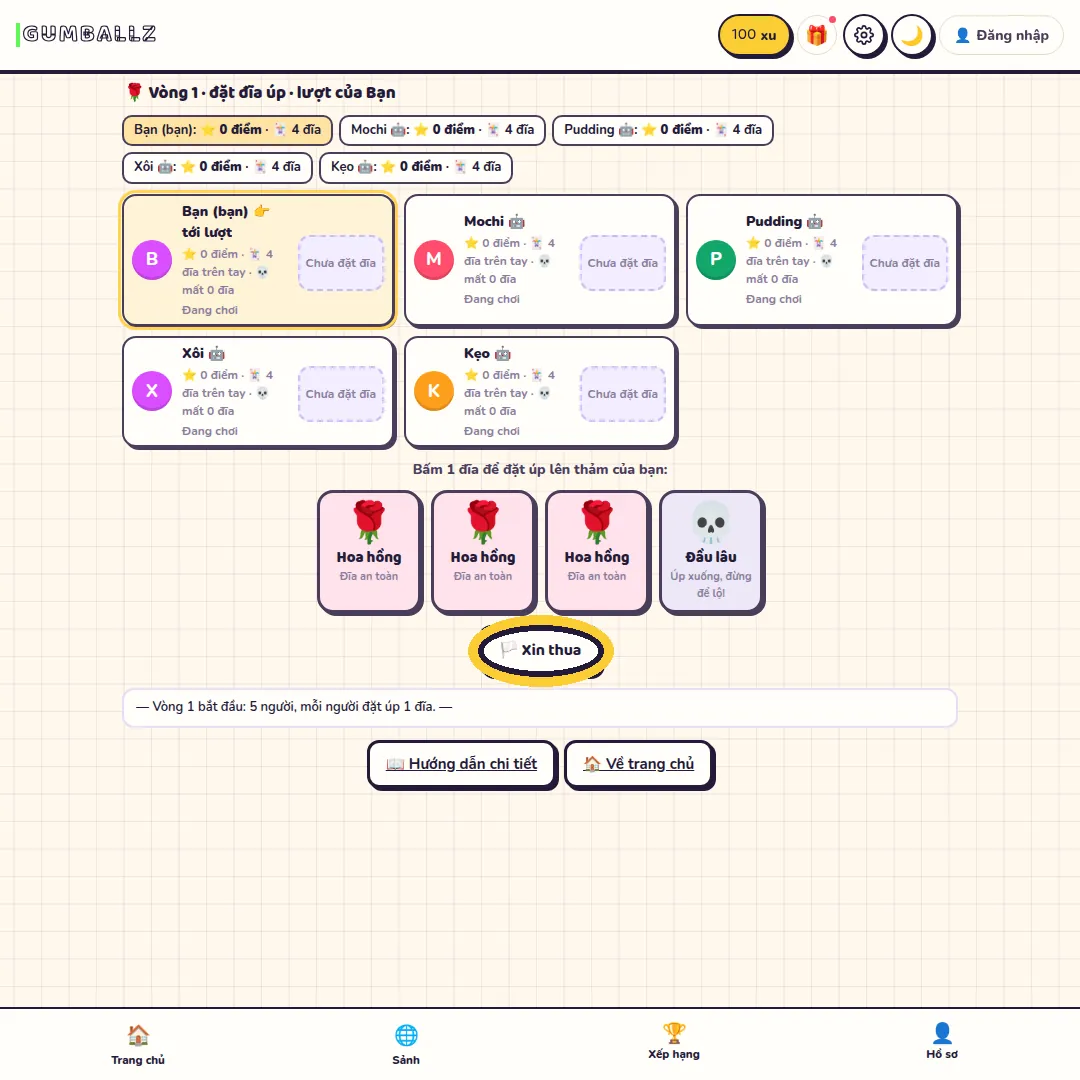 GUMBALLZ
100 xu
Đăng nhập
Vòng 1 · đặt đĩa úp · lượt của Bạn
Bạn (bạn): ⭐ 0 điểm · 🃏 4 đĩa
Mochi 🤖: ⭐ 0 điểm · 🃏 4 đĩa
Pudding 🤖: ⭐ 0 điểm · 🃏 4 đĩa
Xôi 🤖: ⭐ 0 điểm · 🃏 4 đĩa
Kẹo 🤖: ⭐ 0 điểm · 🃏 4 đĩa
B
Bạn (bạn) 👉
tới lượt
⭐ 0 điểm · 🃏 4
đĩa trên tay · 💀
mất 0 đĩa
Đang chơi
Chưa đặt đĩa
M
Mochi 🤖
⭐ 0 điểm · 🃏 4
đĩa trên tay · 💀
mất 0 đĩa
Đang chơi
Chưa đặt đĩa
P
Pudding 🤖
⭐ 0 điểm · 🃏 4
đĩa trên tay · 💀
mất 0 đĩa
Đang chơi
Chưa đặt đĩa
X
Xôi 🤖
⭐ 0 điểm · 🃏 4
đĩa trên tay · 💀
mất 0 đĩa
Đang chơi
Chưa đặt đĩa
K
Kẹo 🤖
⭐ 0 điểm · 🃏 4
đĩa trên tay · 💀
mất 0 đĩa
Đang chơi
Chưa đặt đĩa
Bấm 1 đĩa để đặt úp lên thảm của bạn:
Hoa hồng
Đĩa an toàn
Hoa hồng
Đĩa an toàn
Hoa hồng
Đĩa an toàn
Đầu lâu
Úp xuống, đừng
để lộ!
🏳️ Xin thua
— Vòng 1 bắt đầu: 5 người, mỗi người đặt úp 1 đĩa. —
📖 Hướng dẫn chi tiết
🏠 Về trang chủ
Trang chủ
Sảnh
Xếp hạng
Hồ sơ